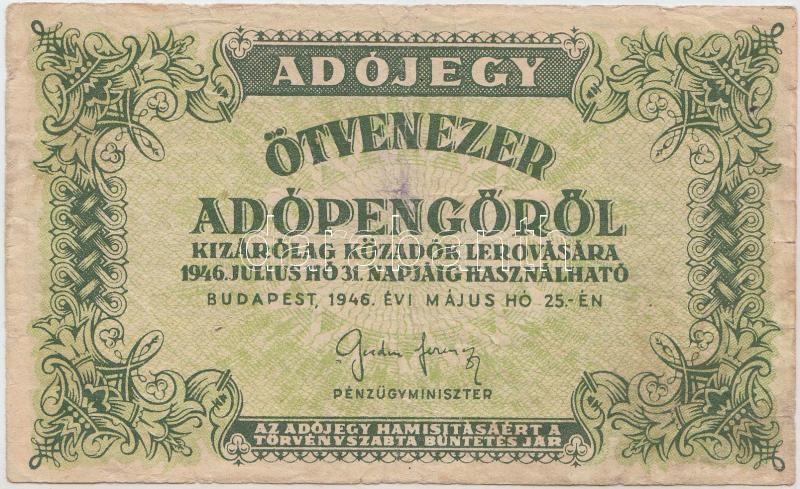 ADÓJEGY
ÖTVENEZER
ADÓPENGŐRŐL
KIZÁRÓLAG KÖZADÓK LEROVÁSÁRA
1946. JULIUS HÓ 31. NAPJÁIG HASZNÁLHATÓ
BUDAPEST, 1946. ÉVI MÁJUS HÓ 25.-ÉN
PÉNZÜGYMINISZTER
AZ ADÓJEGY HAMISITÁSÁÉRT A
TÖRVÉNYSZABTA BÜNTETÉS JÁR